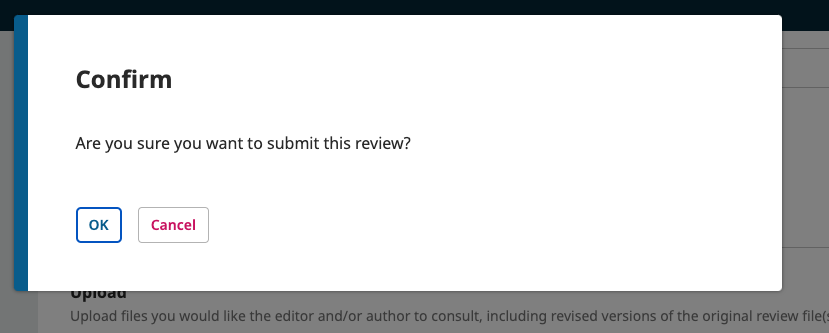 Confirm
Are you sure you want to submit this review?
OK
Cancel
Upload
Upload files you would like the editor and/or author to consult, including revised versions of the original review file(s